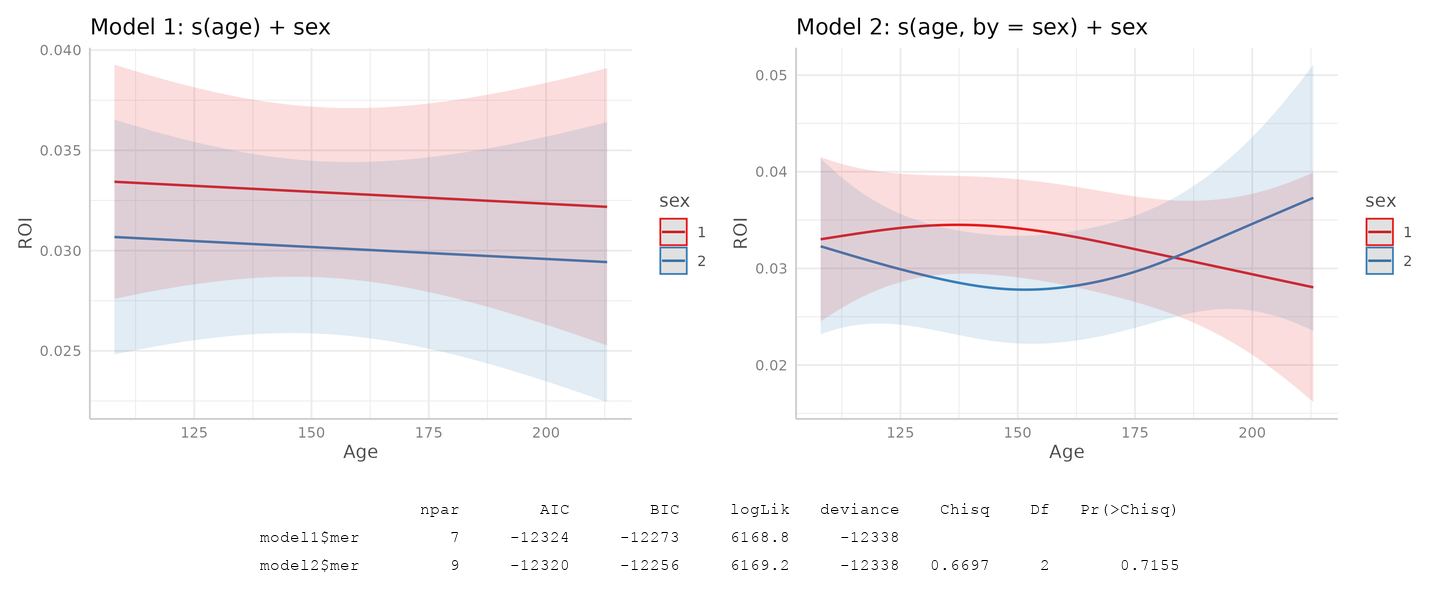 Model 1: s(age) + sex
0.040
0.035
0.030
0.025
ROI
125 150 175 200
Age
sex
1
2
Model 2: s(age, by = sex) + sex
0.05
0.04
0.03
0.02
ROI
125 150 175 200
Age
sex
1
2
npar AIC BIC logLik deviance Chisq Df Pr(>Chisq)
model1$mer 7 -12324 -12273 6168.8 -12338
model2$mer 9 -12320 -12256 6169.2 -12338 0.6697 2 0.7155